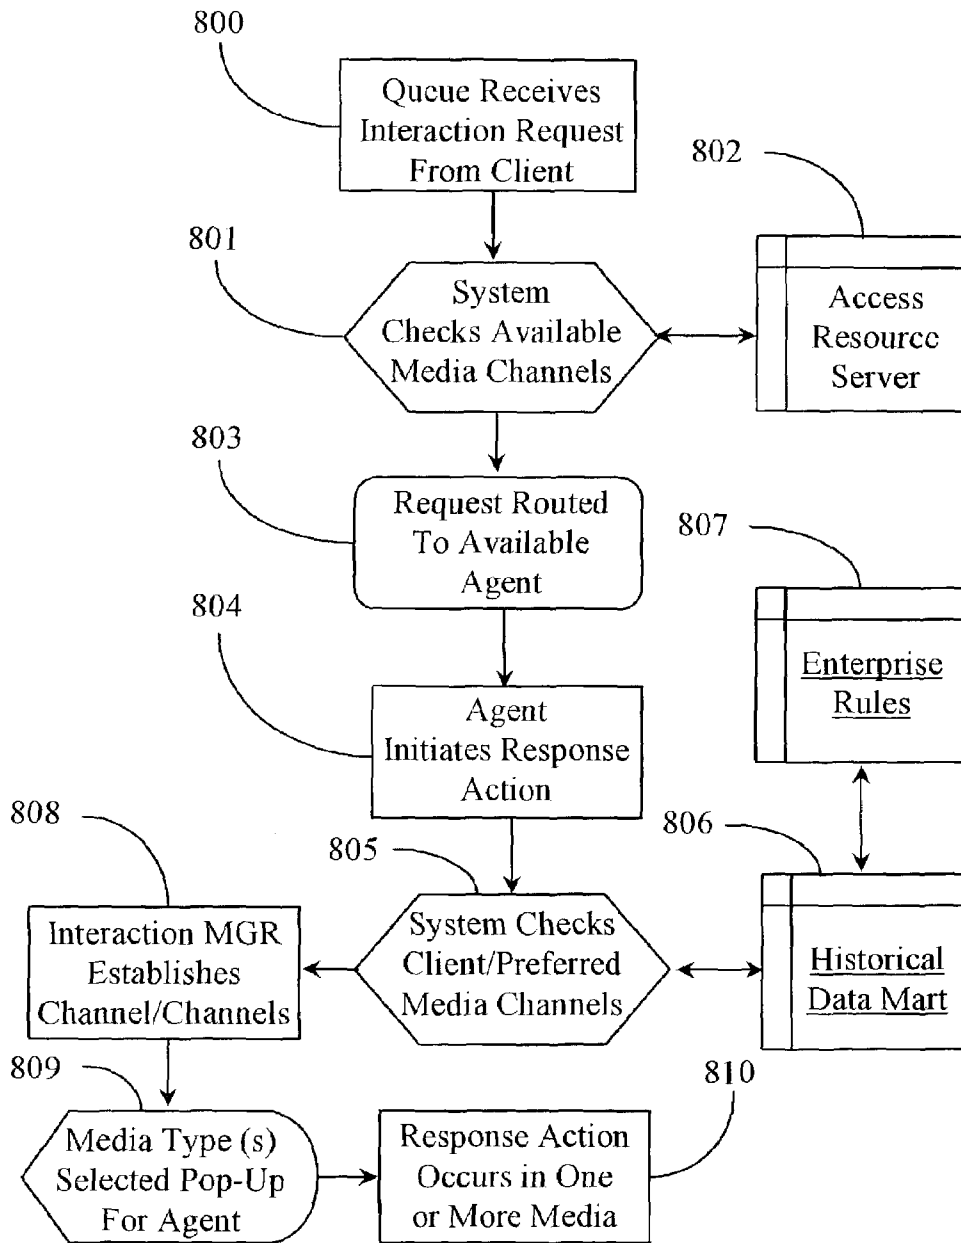 800
Queue Receives
Interaction Request
From Client
802
801
System
Checks Available
Media Channels
Access
Resource
Server
803
Request Routed
To Available
Agent
807
804
Enterprise
Rules
Agent
Initiates Response
Action
808
805
806
System Checks
Client/Preferred
Media Channels
Interaction MGR
Establishes
Channel/Channels
Historical
Data Mart
809
810
Media Type (s)
Selected Pop-Up
For Agent
Response Action
Occurs in One
or More Media